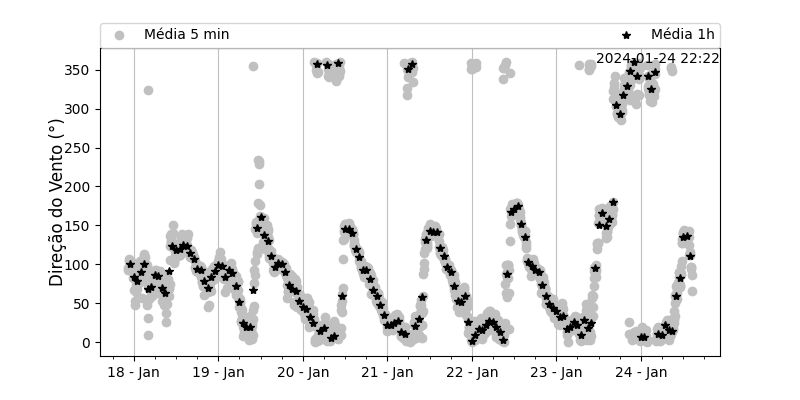 Média 5 min
Média 1h
2024-01-24 22:22
Direção do Vento (°)
350
300
250
200
150
100
50
0
18 - Jan
19 - Jan
20 - Jan
21 - Jan
22 - Jan
23 - Jan
24 - Jan